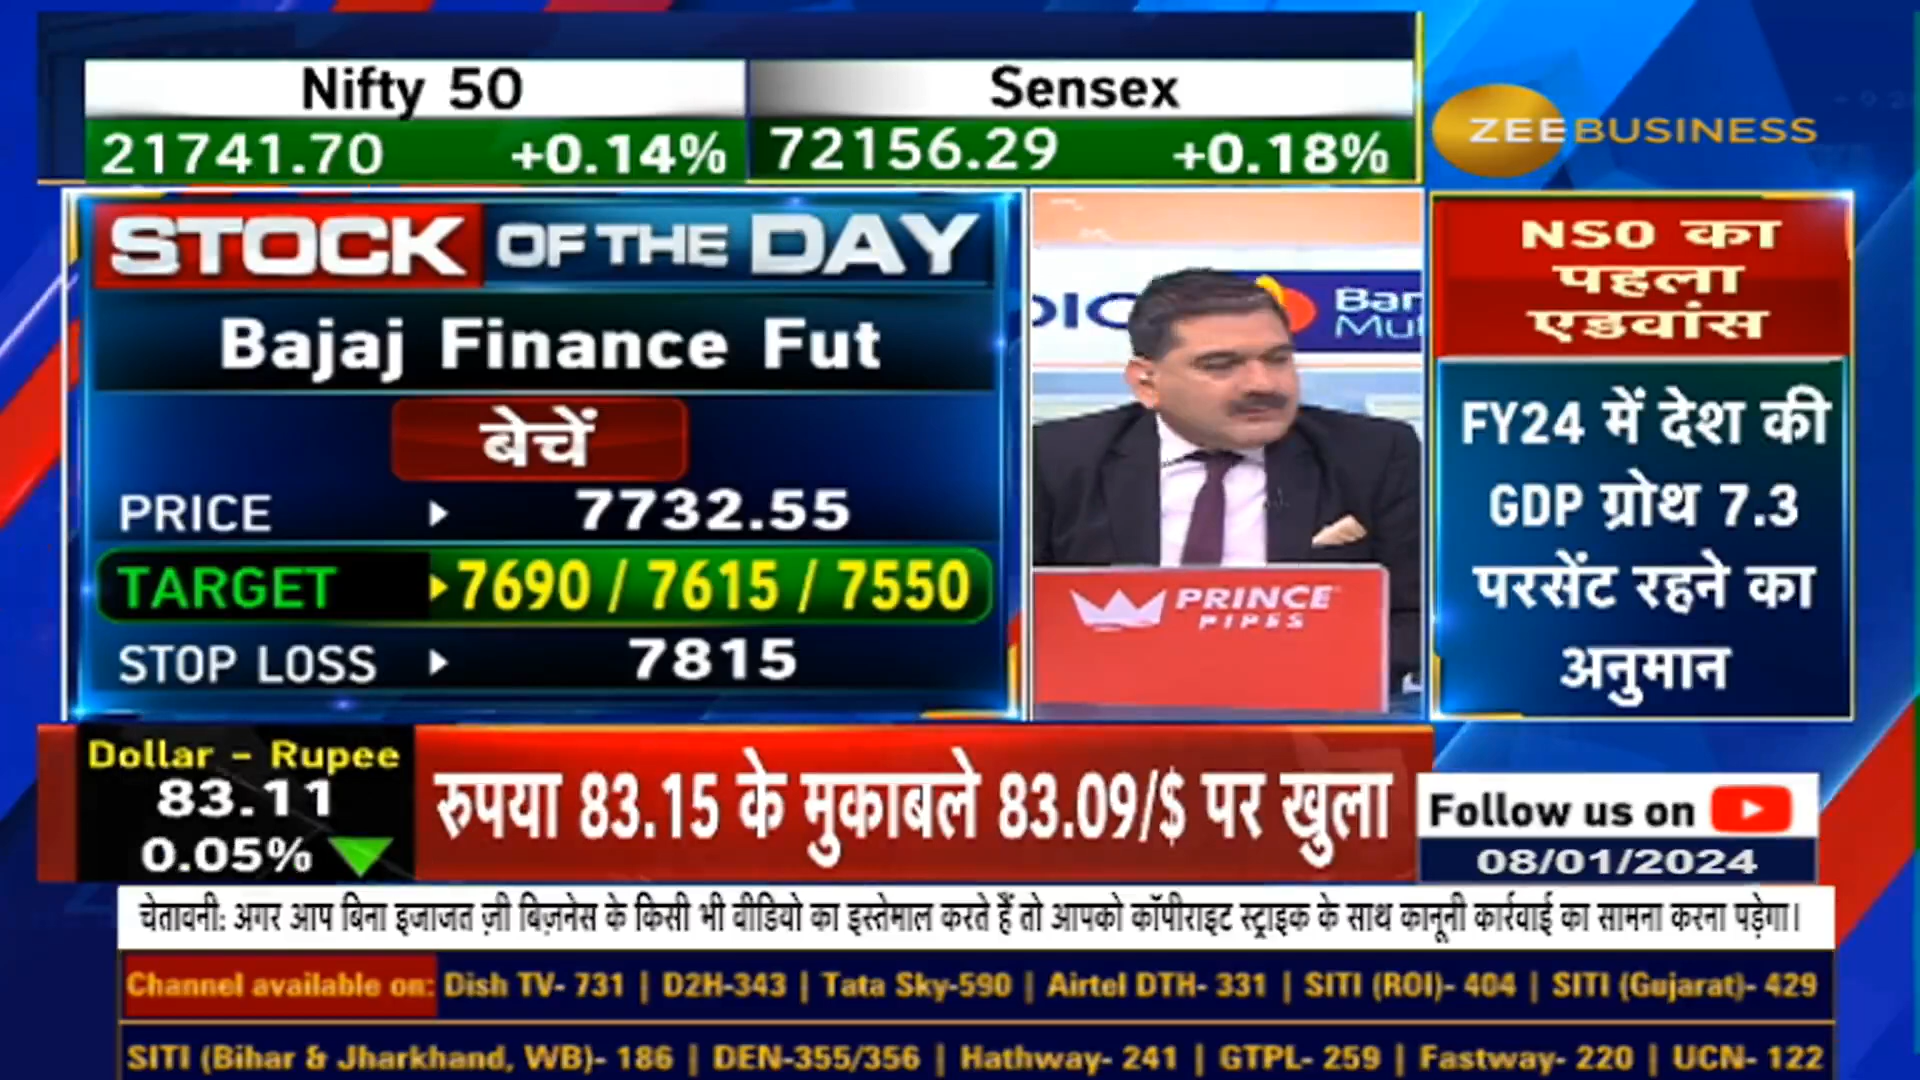 Nifty 50
21741.70 +0.14%
Sensex
72156.29 +0.18%
ZEEBUSINESS
STOCK OF THE DAY
Bajaj Finance Fut
बेचें
PRICE 7732.55
TARGET 7690 / 7615 / 7550
STOP LOSS 7815
Ban
Mu
PRINCE
PIPES
NSO का
पहला
एडवांस
FY24 में देश की
GDP ग्रोथ 7.3
परसेंट रहने का
अनुमान
Dollar - Rupee
83.11
0.05%
रुपया 83.15 के मुकाबले 83.09/$ पर खुला
Follow us on
08/01/2024
चेतावनी: अगर आप बिना इजाजत ज़ी बिज़नेस के किसी भी वीडियो का इस्तेमाल करते हैं तो आपको कॉपीराइट स्ट्राइक के साथ कानूनी कार्रवाई का सामना करना पड़ेगा।
Channel available on: Dish TV- 731 | D2H-343 | Tata Sky-590 | Airtel DTH- 331 | SITI (ROI)- 404 | SITI (Gujarat)- 429
SITI (Bihar & Jharkhand, WB)- 186 | DEN-355/356 | Hathway- 241 | GTPL- 259 | Fastway- 220 | UCN- 122